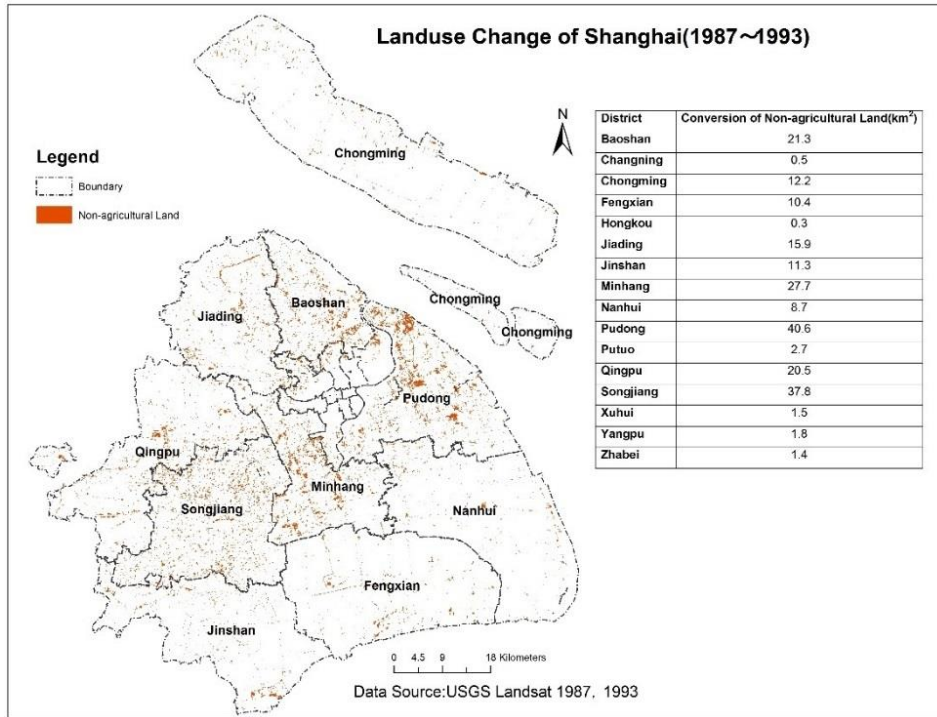 Landuse Change of Shanghai(1987～1993)
N
Legend
Boundary
Non-agricultural Land
District Conversion of Non-agricultural Land(km²)
Baoshan 21.3
Changning 0.5
Chongming 12.2
Fengxian 10.4
Hongkou 0.3
Jiading 15.9
Jinshan 11.3
Minhang 27.7
Nanhui 8.7
Pudong 40.6
Putuo 2.7
Qingpu 20.5
Songjiang 37.8
Xuhui 1.5
Yangpu 1.8
Zhabei 1.4
Chongming
Chongming
Chongming
Baoshan
Jiading
Pudong
Qingpu
Minhang
Songjiang
Nanhui
Fengxian
Jinshan
0 4.5 9 18 Kilometers
Data Source:USGS Landsat 1987, 1993